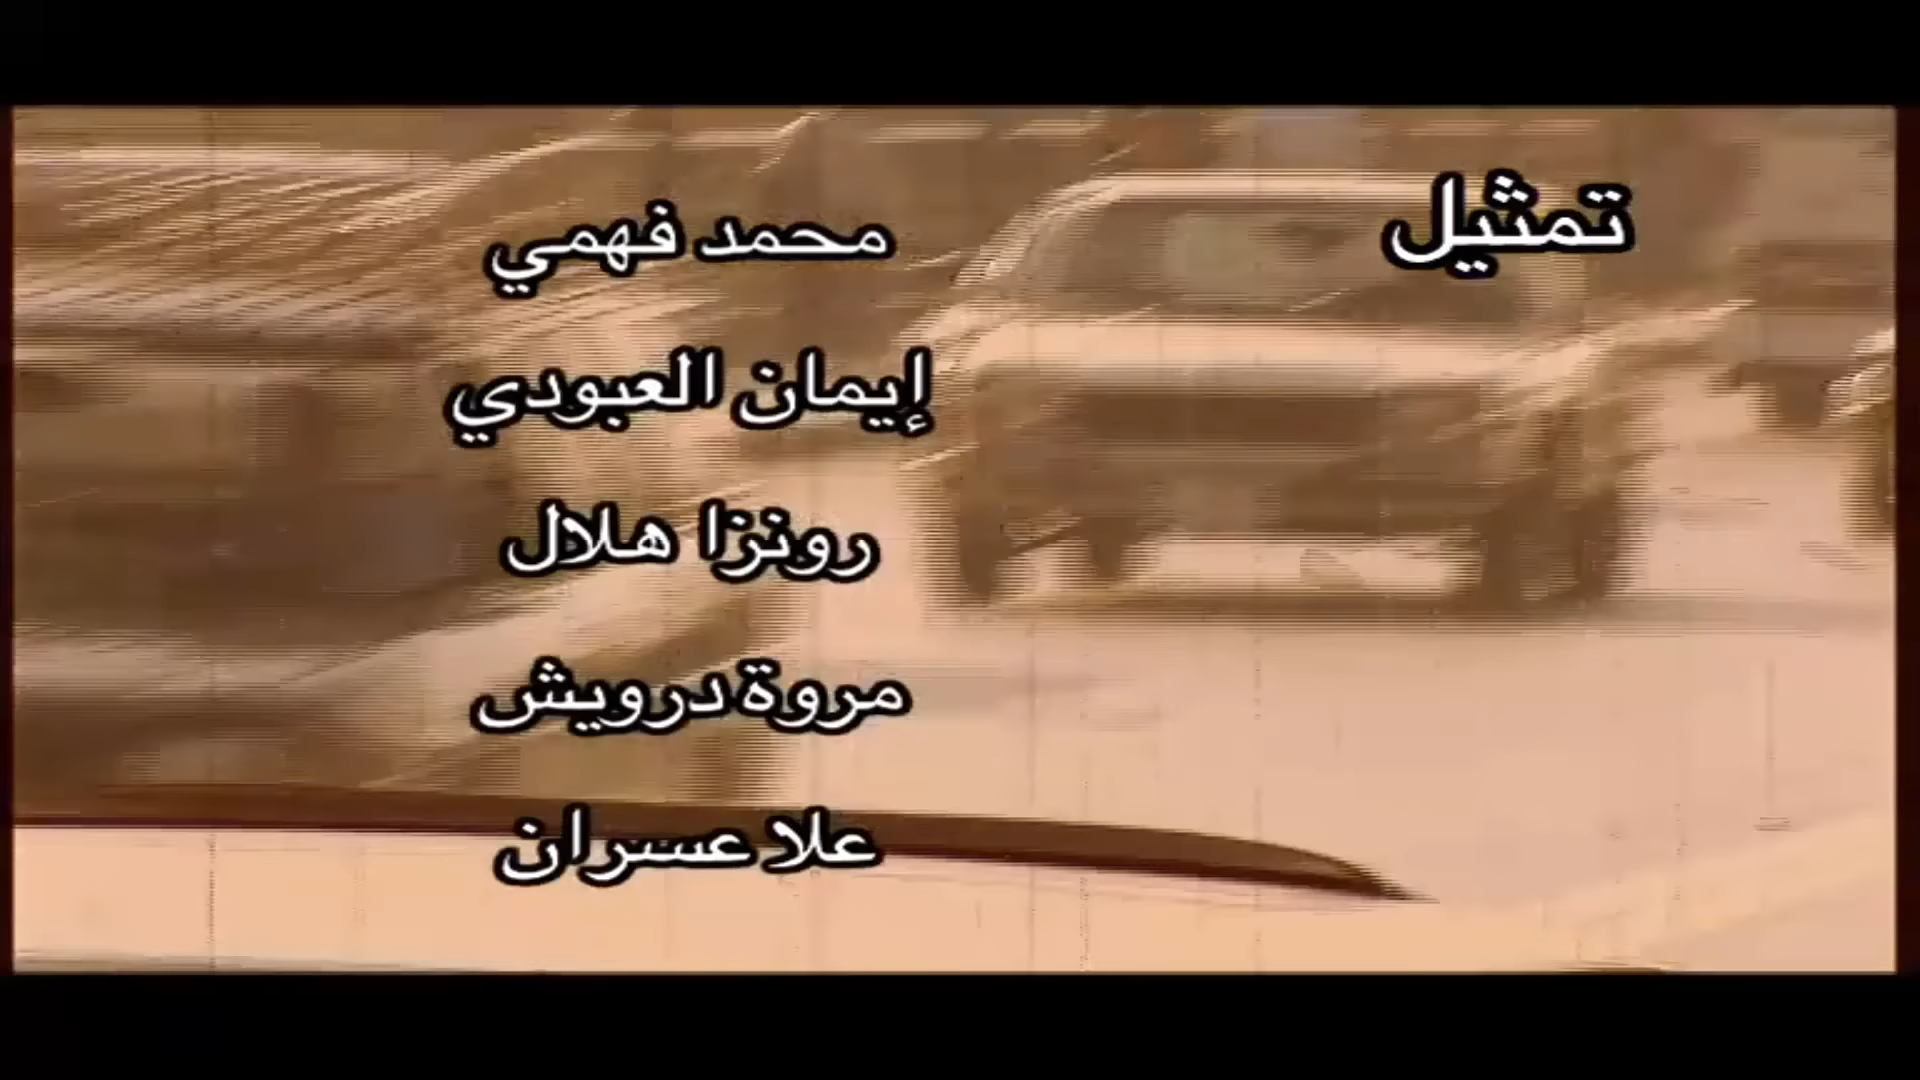 تمثيل
محمد فهمي
إيمان العبودي
رونزا هلال
مروة درويش
علا عسران